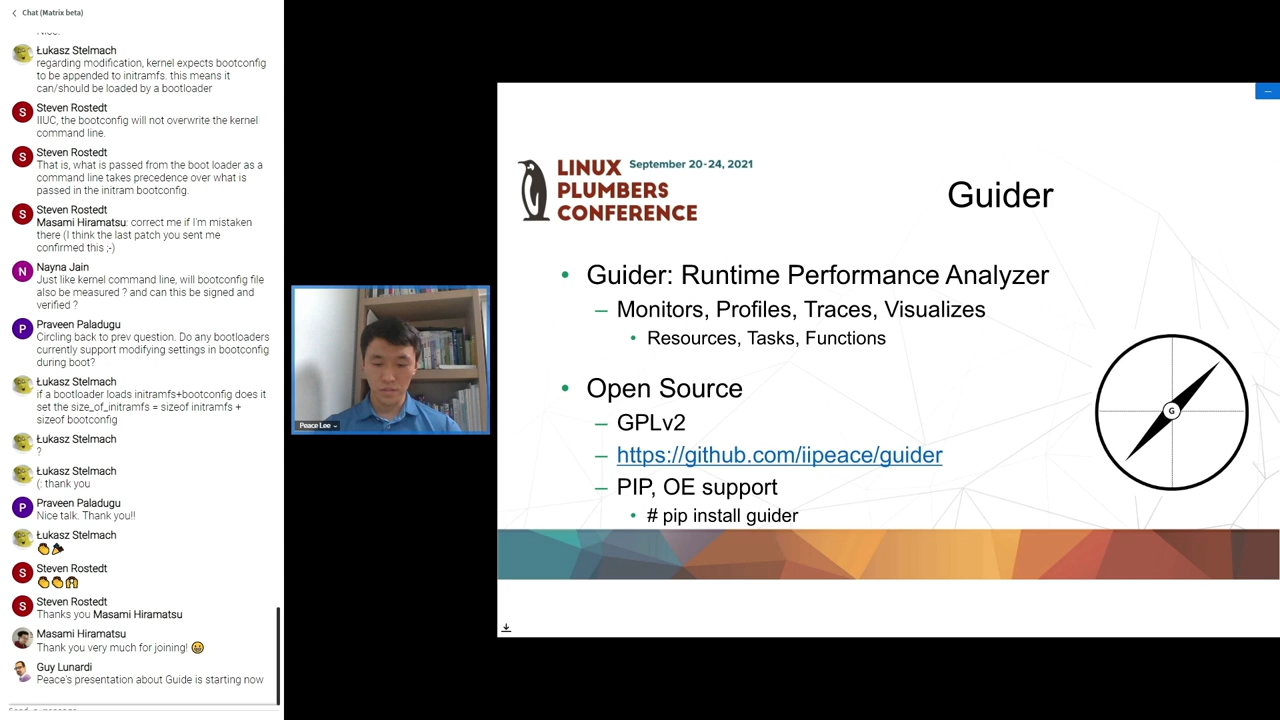 Chat (Matrix beta)
Nice.
Łukasz Stelmach
regarding modification, kernel expects bootconfig
to be appended to initramfs. this means it
can/should be loaded by a bootloader
S
Steven Rostedt
IIUC, the bootconfig will not overwrite the kernel
command line.
S
Steven Rostedt
That is, what is passed from the boot loader as a
command line takes precedence over what is
passed in the initram bootconfig.
S
Steven Rostedt
Masami Hiramatsu: correct me if I'm mistaken
there (I think the last patch you sent me
confirmed this ;-)
N
Nayna Jain
Just like kernel command line, will bootconfig file
also be measured ? and can this be signed and
verified ?
P
Praveen Paladugu
Circling back to prev question. Do any bootloaders
currently support modifying settings in bootconfig
during boot?
Łukasz Stelmach
if a bootloader loads initramfs+bootconfig does it
set the size_of_initramfs = sizeof initramfs +
sizeof bootconfig
Łukasz Stelmach
?
Łukasz Stelmach
(: thank you
P
Praveen Paladugu
Nice talk. Thank you!!
Łukasz Stelmach
S
Steven Rostedt
S
Steven Rostedt
Thanks you Masami Hiramatsu
Masami Hiramatsu
Thank you very much for joining! 😀
Guy Lunardi
Peace's presentation about Guide is starting now
Send a message
Peace Lee
LINUX September 20-24, 2021
PLUMBERS
CONFERENCE
Guider
• Guider: Runtime Performance Analyzer
– Monitors, Profiles, Traces, Visualizes
• Resources, Tasks, Functions
• Open Source
– GPLv2
– https://github.com/iipeace/guider
– PIP, OE support
• # pip install guider
G